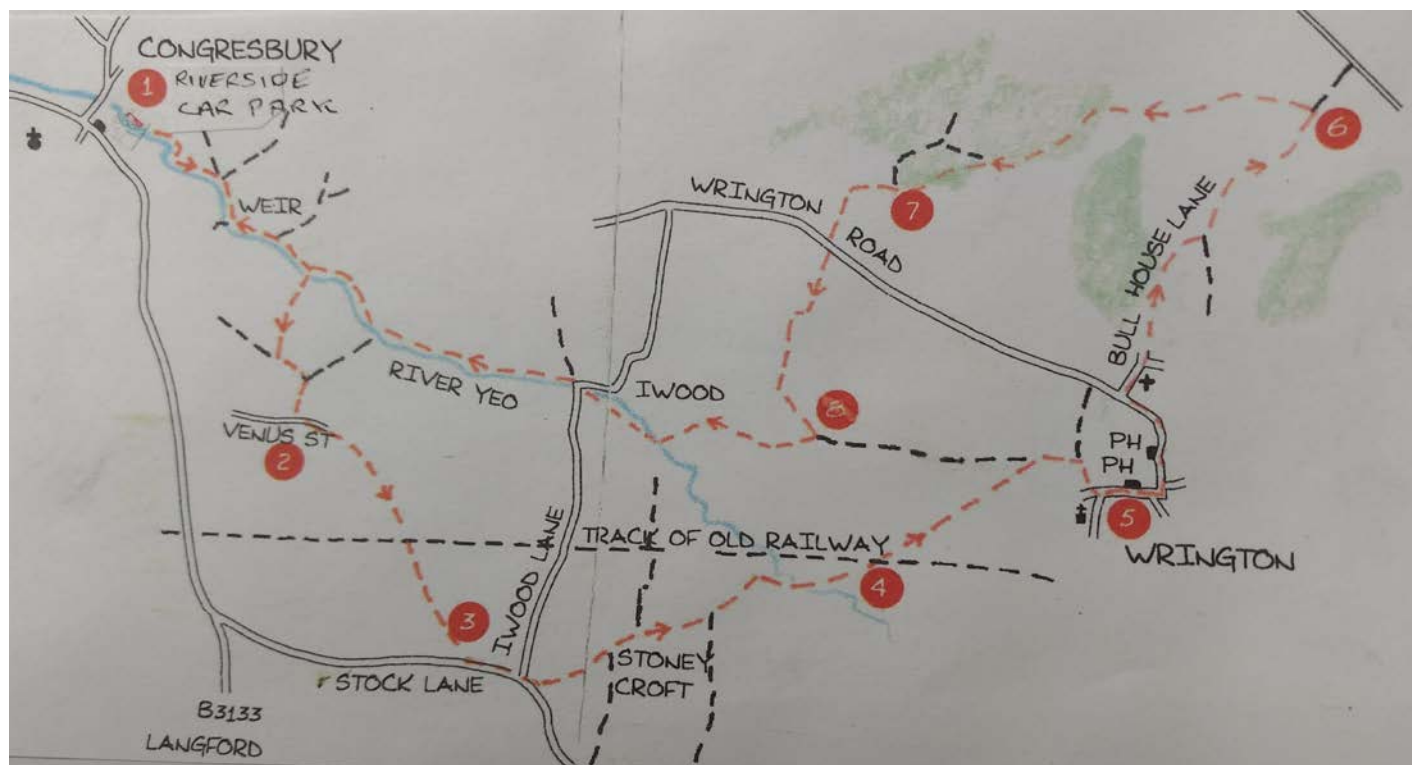 CONGRESBURY
1
RIVERSIDE
CAR PARK
WEIR
WRINGTON
ROAD
7
6
BULL HOUSE LANE
RIVER YEO
IWOOD
8
VENUS ST
2
PH
PH
5
WRINGTON
TRACK OF OLD RAILWAY
4
IWOOD LANE
3
STONEY
CROFT
STOCK LANE
B3133
LANGFORD